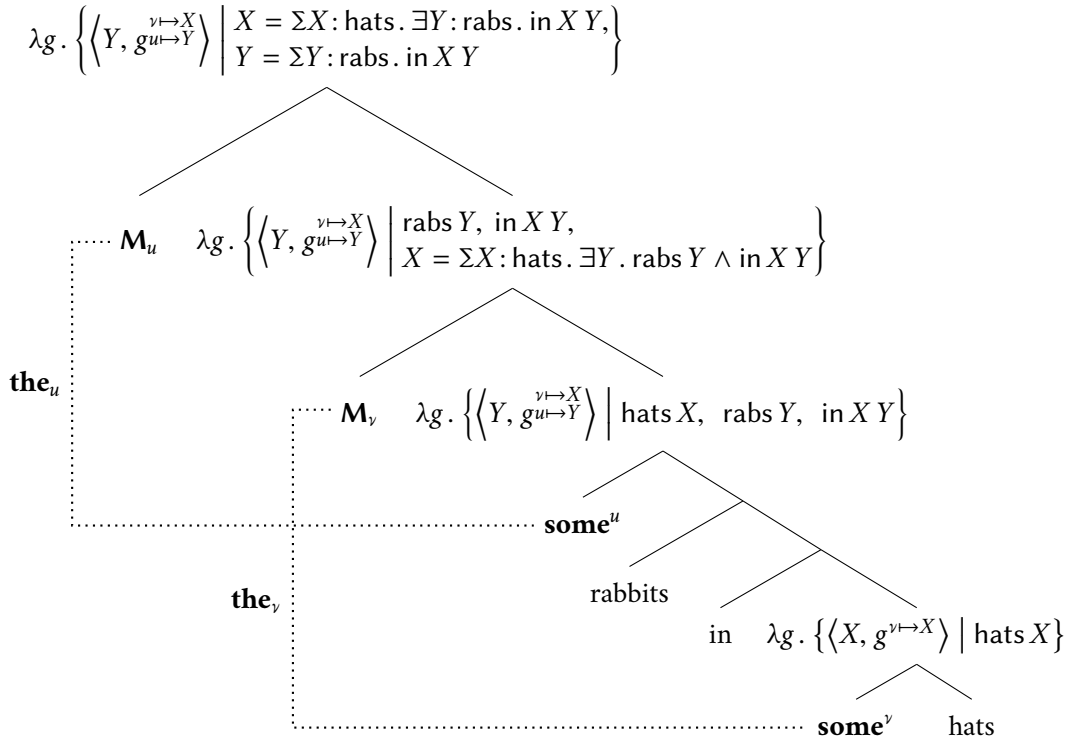 λg. {⟨Y, g^{ν↦X}_{u↦Y}⟩ | X = ΣX: hats. ∃Y: rabs. in X Y,
Y = ΣY: rabs. in X Y}
M_u λg. {⟨Y, g^{ν↦X}_{u↦Y}⟩ | rabs Y, in X Y,
X = ΣX: hats. ∃Y. rabs Y ∧ in X Y}
the_u
M_ν λg. {⟨Y, g^{ν↦X}_{u↦Y}⟩ | hats X, rabs Y, in X Y}
some^u
rabbits
the_ν
in λg. {⟨X, g^{ν↦X}⟩ | hats X}
some^ν hats